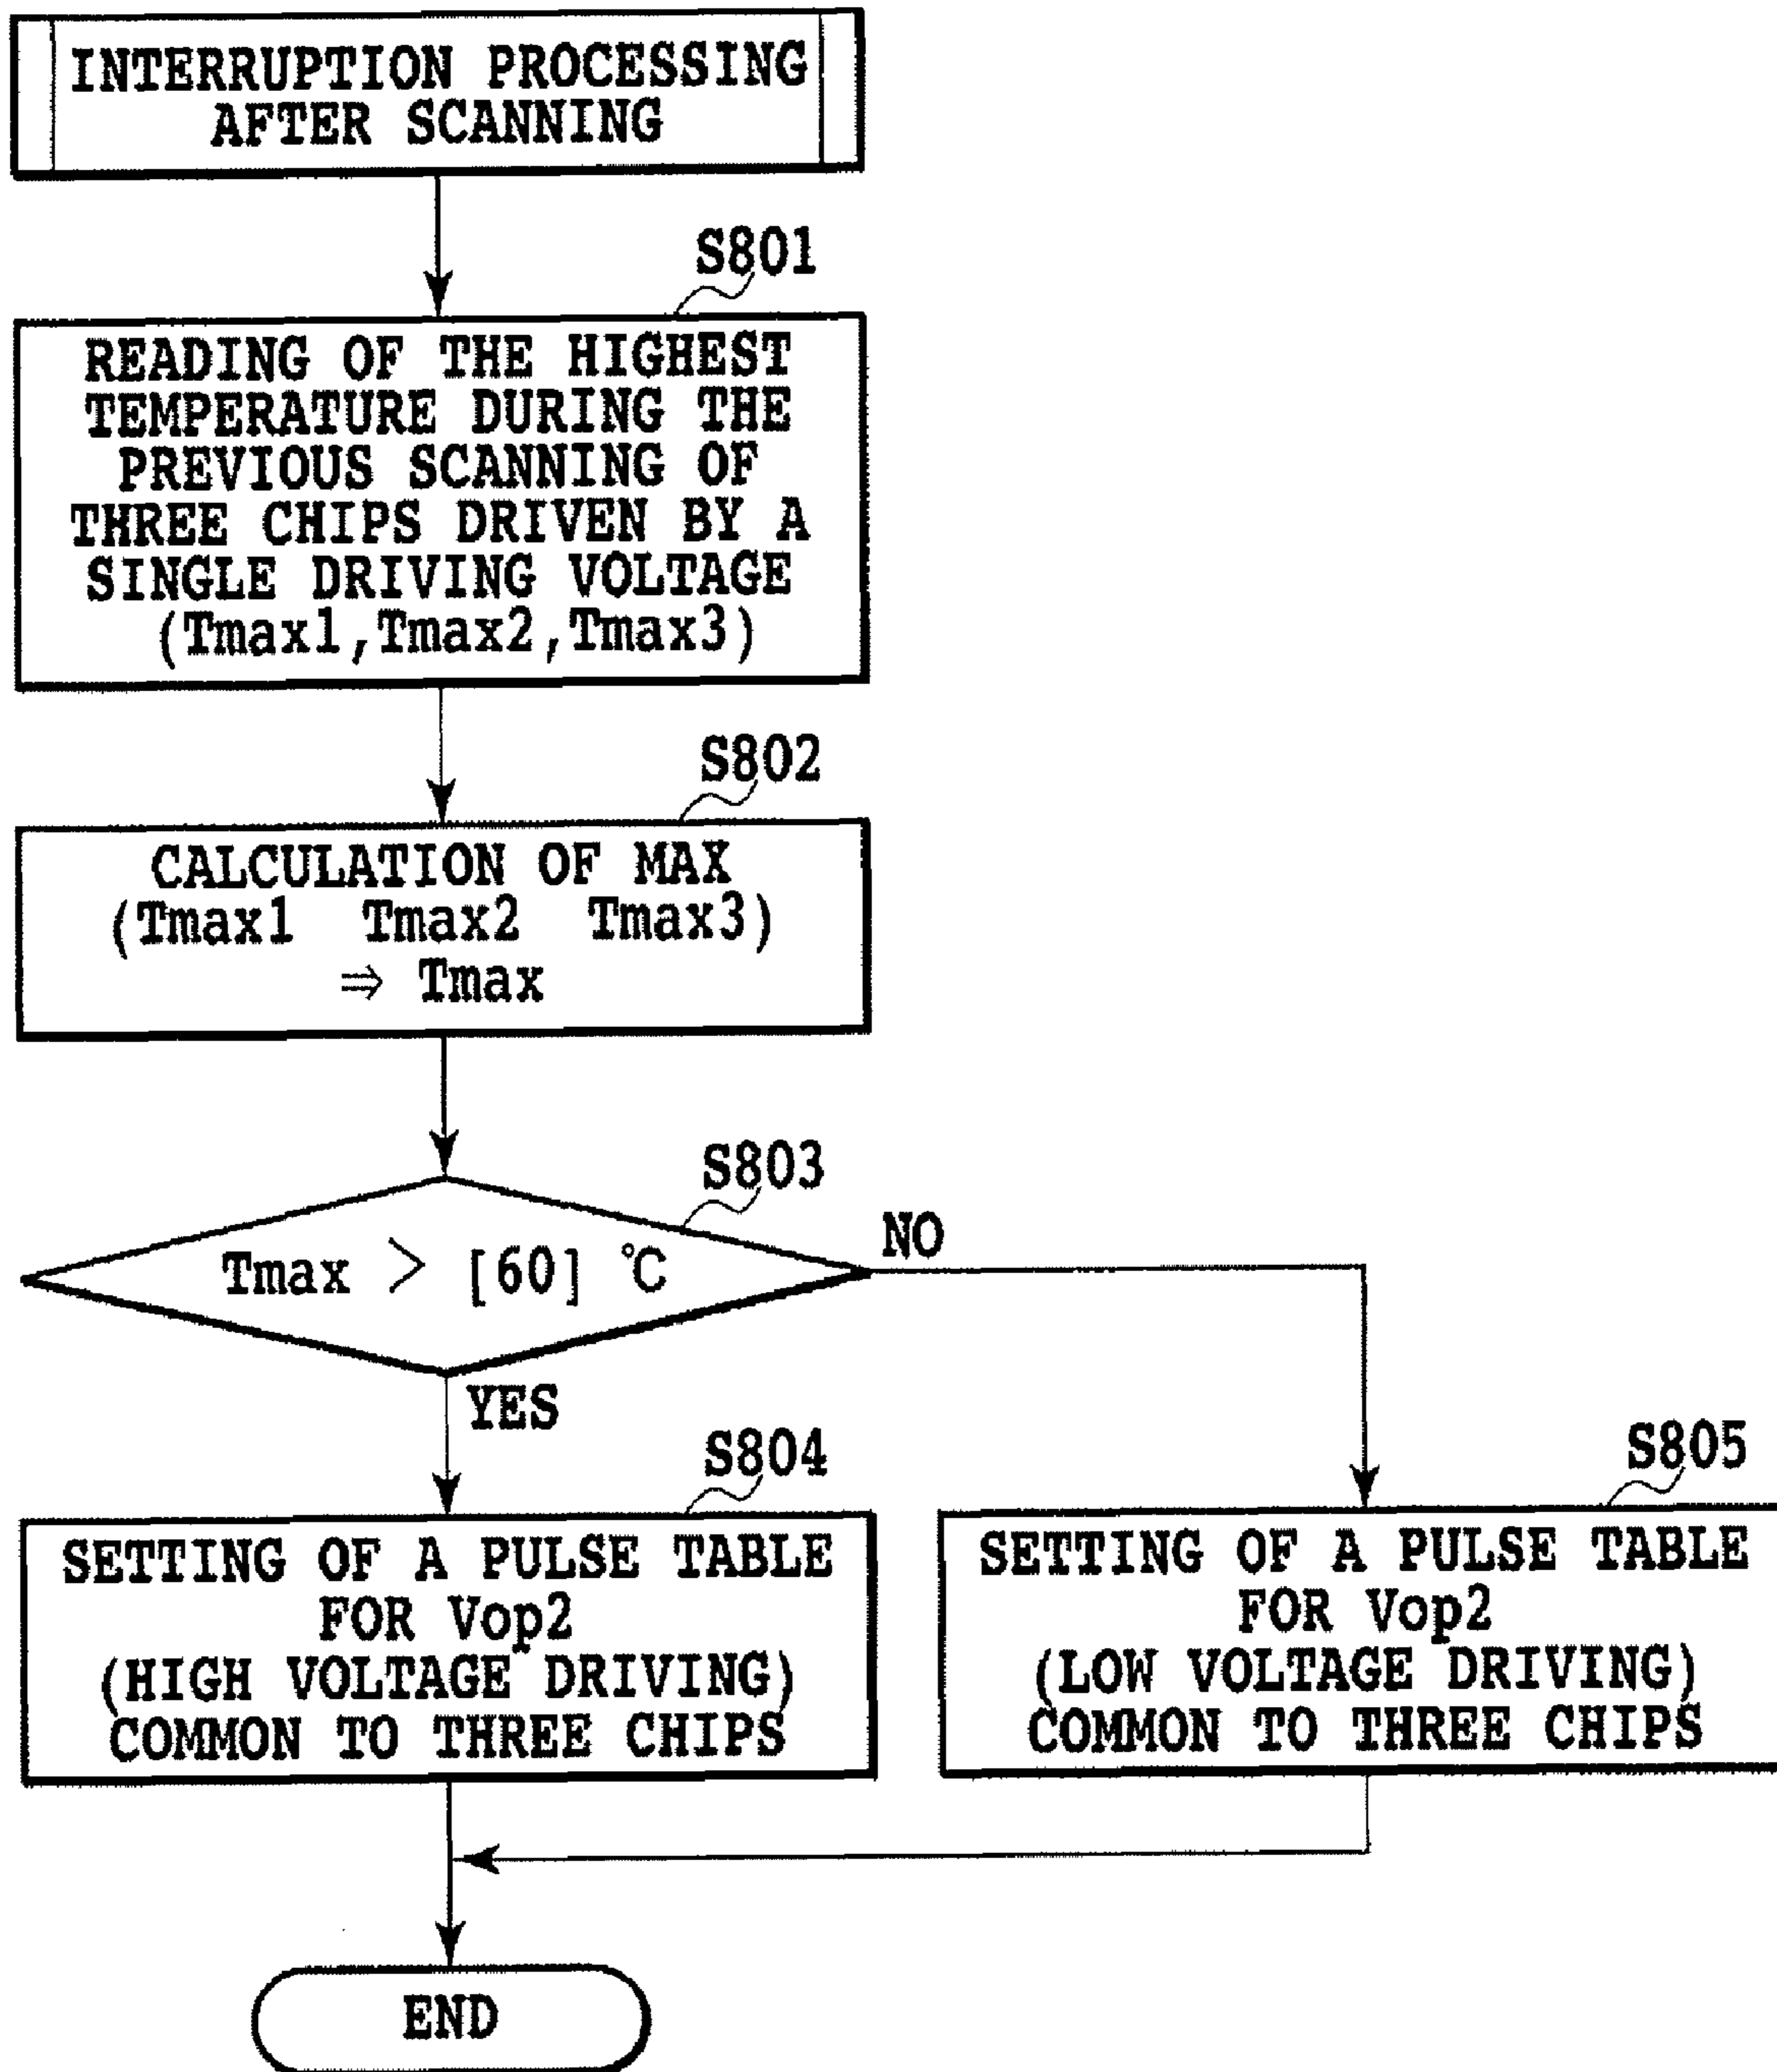 INTERRUPTION PROCESSING
AFTER SCANNING
S801
READING OF THE HIGHEST
TEMPERATURE DURING THE
PREVIOUS SCANNING OF
THREE CHIPS DRIVEN BY A
SINGLE DRIVING VOLTAGE
(Tmax1,Tmax2,Tmax3)
S802
CALCULATION OF MAX
(Tmax1 Tmax2 Tmax3)
⇒ Tmax
S803
Tmax > [60] ℃
NO
YES
S804
SETTING OF A PULSE TABLE
FOR Vop2
(HIGH VOLTAGE DRIVING)
COMMON TO THREE CHIPS
S805
SETTING OF A PULSE TABLE
FOR Vop2
(LOW VOLTAGE DRIVING)
COMMON TO THREE CHIPS
END